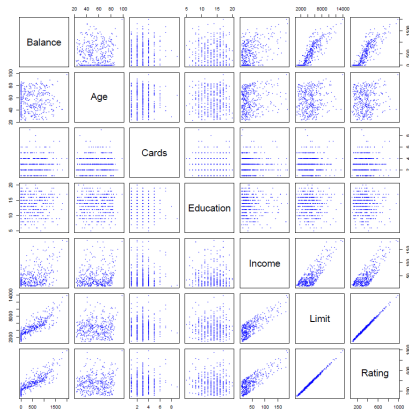 20 40 60 80 100
5 10 15 20
2000 8000 14000
Balance
0 500 1500
20 40 60 80 100
Age
Cards
2 4 6 8
5 10 15 20
Education
Income
50 100 150
2000 8000 14000
Limit
Rating
200 600 1000
0 500 1500
2 4 6 8
50 100 150
200 600 1000